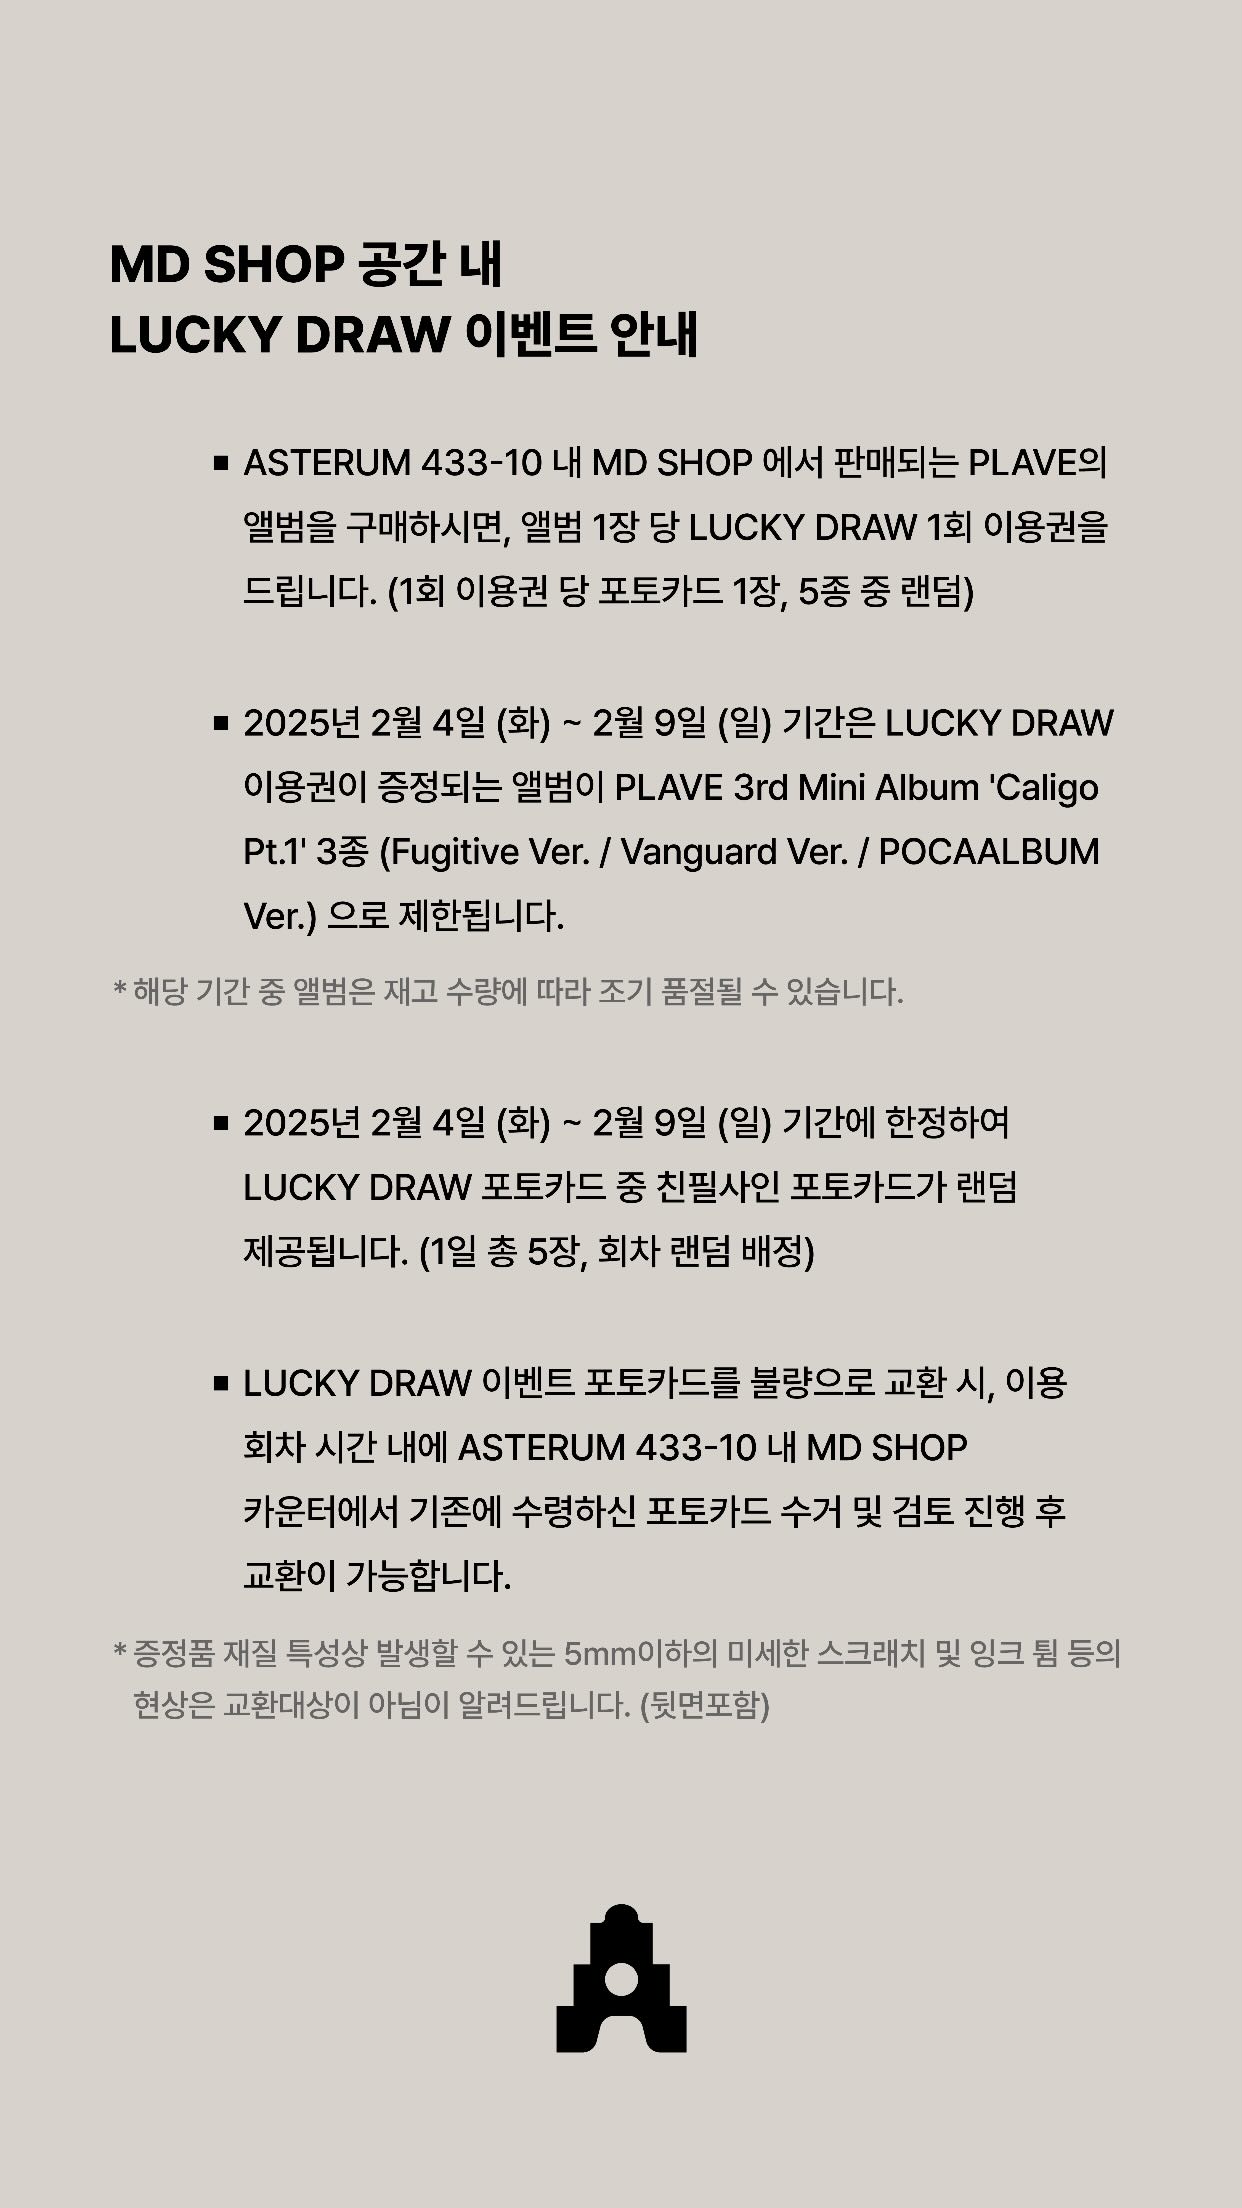 MD SHOP 공간 내
LUCKY DRAW 이벤트 안내
▪ ASTERUM 433-10 내 MD SHOP 에서 판매되는 PLAVE의
앨범을 구매하시면, 앨범 1장 당 LUCKY DRAW 1회 이용권을
드립니다. (1회 이용권 당 포토카드 1장, 5종 중 랜덤)
▪ 2025년 2월 4일 (화) ~ 2월 9일 (일) 기간은 LUCKY DRAW
이용권이 증정되는 앨범이 PLAVE 3rd Mini Album 'Caligo
Pt.1' 3종 (Fugitive Ver. / Vanguard Ver. / POCAALBUM
Ver.) 으로 제한됩니다.
* 해당 기간 중 앨범은 재고 수량에 따라 조기 품절될 수 있습니다.
▪ 2025년 2월 4일 (화) ~ 2월 9일 (일) 기간에 한정하여
LUCKY DRAW 포토카드 중 친필사인 포토카드가 랜덤
제공됩니다. (1일 총 5장, 회차 랜덤 배정)
▪ LUCKY DRAW 이벤트 포토카드를 불량으로 교환 시, 이용
회차 시간 내에 ASTERUM 433-10 내 MD SHOP
카운터에서 기존에 수령하신 포토카드 수거 및 검토 진행 후
교환이 가능합니다.
* 증정품 재질 특성상 발생할 수 있는 5mm이하의 미세한 스크래치 및 잉크 튐 등의
현상은 교환대상이 아님이 알려드립니다. (뒷면포함)